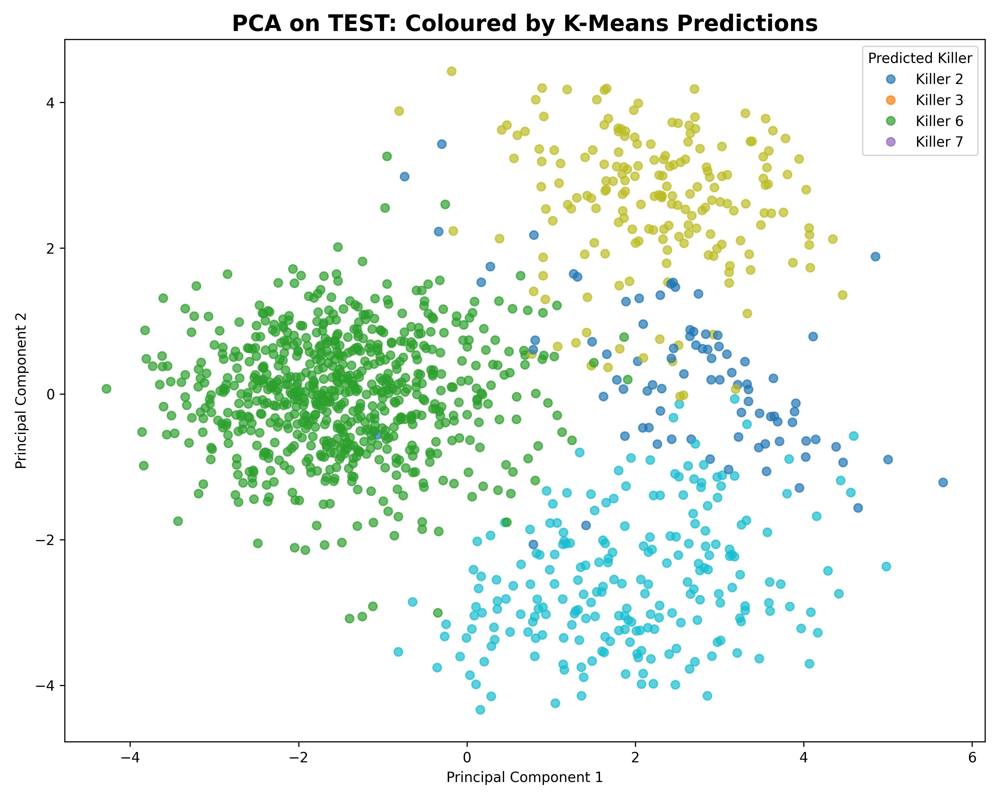 PCA on TEST: Coloured by K-Means Predictions
Predicted Killer
Killer 2
Killer 3
Killer 6
Killer 7
Principal Component 2
4
2
0
−2
−4
−4
−2
0
2
4
6
Principal Component 1